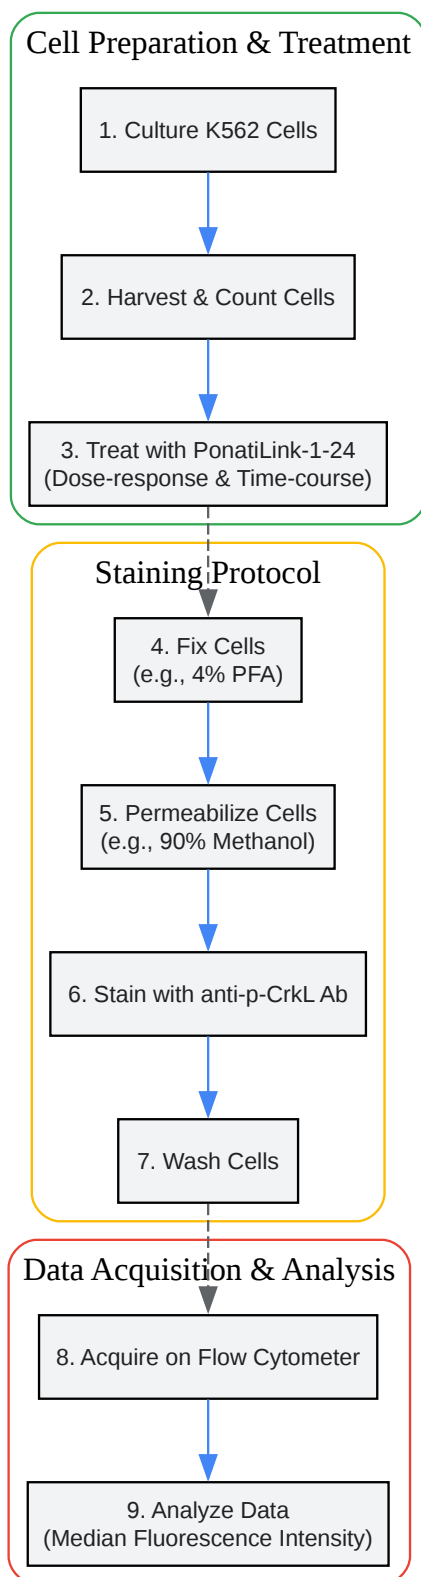 Cell Preparation & Treatment
1. Culture K562 Cells
2. Harvest & Count Cells
3. Treat with PonatiLink-1-24
(Dose-response & Time-course)
Staining Protocol
4. Fix Cells
(e.g., 4% PFA)
5. Permeabilize Cells
(e.g., 90% Methanol)
6. Stain with anti-p-CrkL Ab
7. Wash Cells
Data Acquisition & Analysis
8. Acquire on Flow Cytometer
9. Analyze Data
(Median Fluorescence Intensity)